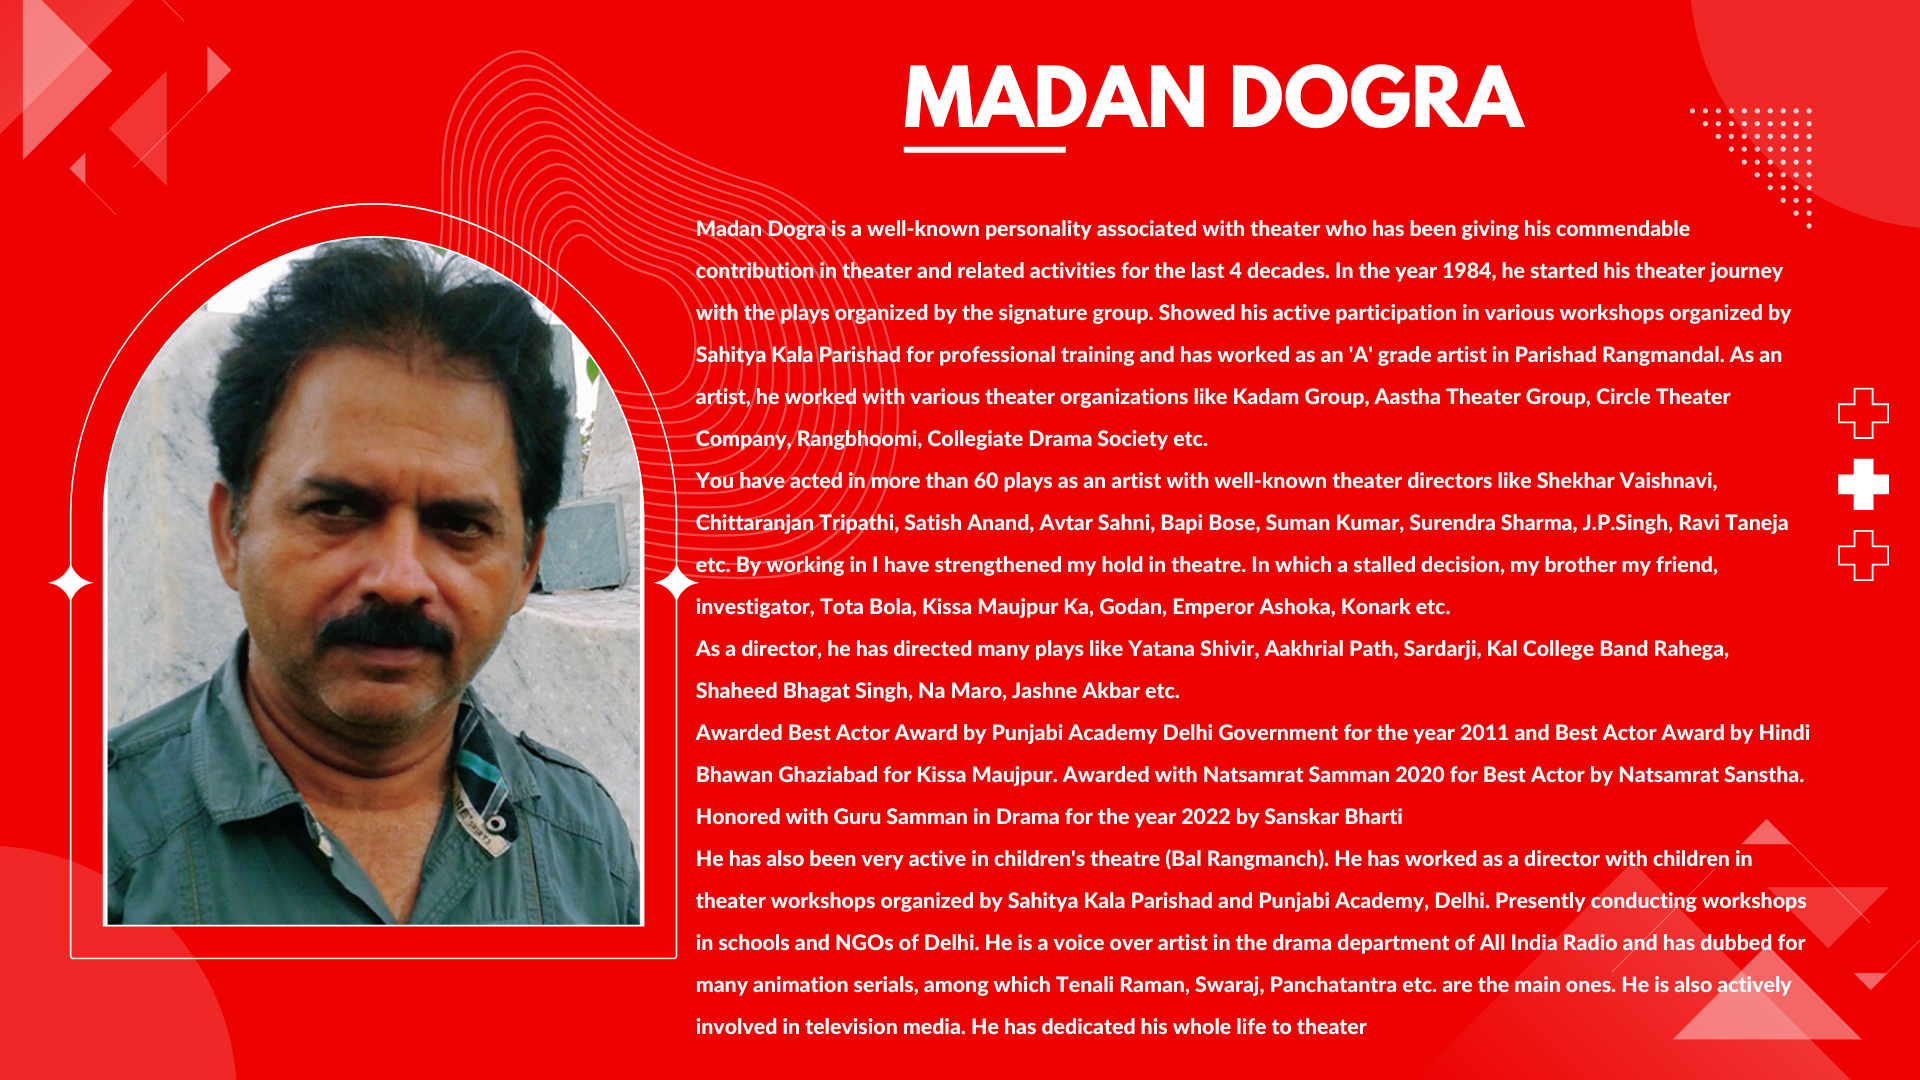 MADAN DOGRA
Madan Dogra is a well-known personality associated with theater who has been giving his commendable
contribution in theater and related activities for the last 4 decades. In the year 1984, he started his theater journey
with the plays organized by the signature group. Showed his active participation in various workshops organized by
Sahitya Kala Parishad for professional training and has worked as an 'A' grade artist in Parishad Rangmandal. As an
artist, he worked with various theater organizations like Kadam Group, Aastha Theater Group, Circle Theater
Company, Rangbhoomi, Collegiate Drama Society etc.
You have acted in more than 60 plays as an artist with well-known theater directors like Shekhar Vaishnavi,
Chittaranjan Tripathi, Satish Anand, Avtar Sahni, Bapi Bose, Suman Kumar, Surendra Sharma, J.P.Singh, Ravi Taneja
etc. By working in I have strengthened my hold in theatre. In which a stalled decision, my brother my friend,
investigator, Tota Bola, Kissa Maujpur Ka, Godan, Emperor Ashoka, Konark etc.
As a director, he has directed many plays like Yatana Shivir, Aakhrial Path, Sardarji, Kal College Band Rahega,
Shaheed Bhagat Singh, Na Maro, Jashne Akbar etc.
Awarded Best Actor Award by Punjabi Academy Delhi Government for the year 2011 and Best Actor Award by Hindi
Bhawan Ghaziabad for Kissa Maujpur. Awarded with Natsamrat Samman 2020 for Best Actor by Natsamrat Sanstha.
Honored with Guru Samman in Drama for the year 2022 by Sanskar Bharti
He has also been very active in children's theatre (Bal Rangmanch). He has worked as a director with children in
theater workshops organized by Sahitya Kala Parishad and Punjabi Academy, Delhi. Presently conducting workshops
in schools and NGOs of Delhi. He is a voice over artist in the drama department of All India Radio and has dubbed for
many animation serials, among which Tenali Raman, Swaraj, Panchatantra etc. are the main ones. He is also actively
involved in television media. He has dedicated his whole life to theater